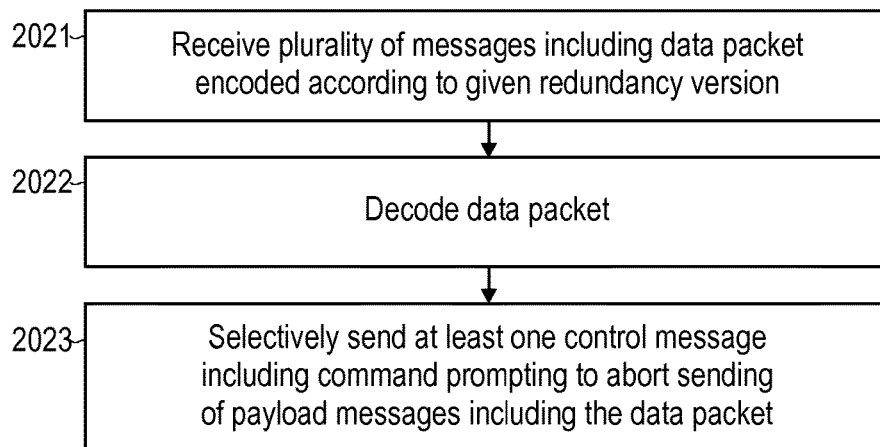 2021
Receive plurality of messages including data packet
encoded according to given redundancy version
2022
Decode data packet
2023
Selectively send at least one control message
including command prompting to abort sending
of payload messages including the data packet